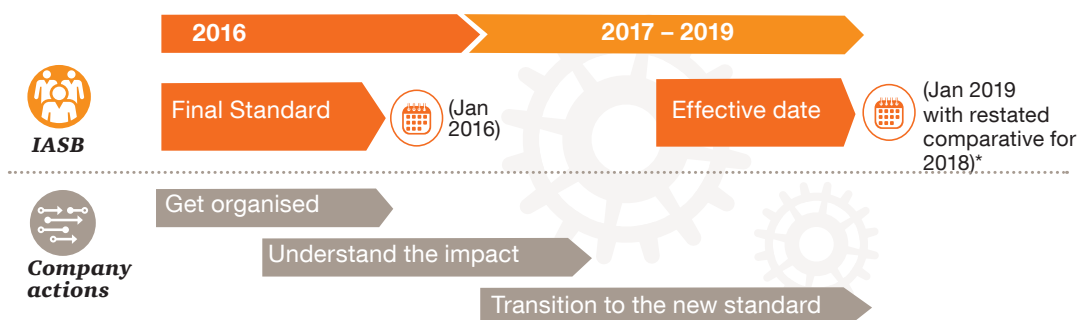 2016
2017 – 2019
IASB
Final Standard
(Jan
2016)
Effective date
(Jan 2019
with restated
comparative for
2018)*
Company
actions
Get organised
Understand the impact
Transition to the new standard